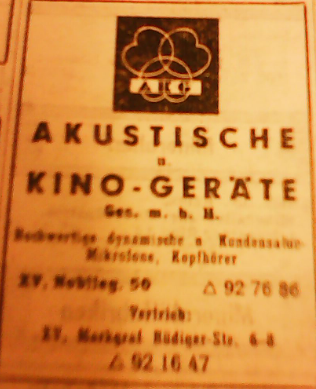 AKG
AKUSTISCHE
u.
KINO-GERÄTE
Ges. m. b. H.
Hochwertige dynamische u Kondensator-
Mikrofone, Kopfhörer
XV, Nobileg. 50 △ 92 76 86
Vertrieb:
XV, Markgraf Rüdiger-Str. 6-8
△ 92 16 47